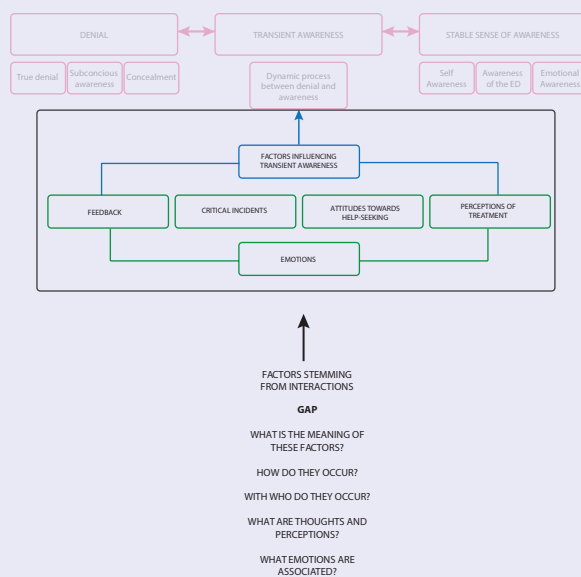 DENIAL
TRANSIENT AWARENESS
STABLE SENSE OF AWARENESS
True denial
Subconcious
awareness
Concealment
Dynamic process
between denial and
awareness
Self
Awareness
Awareness
of the ED
Emotional
Awareness
FACTORS INFLUENCING
TRANSIENT AWARENESS
FEEDBACK
CRITICAL INCIDENTS
ATTITUDES TOWARDS
HELP-SEEKING
PERCEPTIONS OF
TREATMENT
EMOTIONS
FACTORS STEMMING
FROM INTERACTIONS
GAP
WHAT IS THE MEANING OF
THESE FACTORS?
HOW DO THEY OCCUR?
WITH WHO DO THEY OCCUR?
WHAT ARE THOUGHTS AND
PERCEPTIONS?
WHAT EMOTIONS ARE
ASSOCIATED?